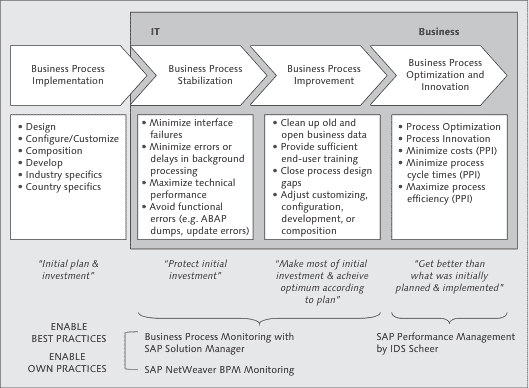 IT
Business
Business Process
Implementation
Business Process
Stabilization
Business Process
Improvement
Business Process
Optimization and
Innovation
• Design
• Configure/Customize
• Composition
• Develop
• Industry specifics
• Country specifics
• Minimize interface
failures
• Minimize errors or
delays in background
processing
• Maximize technical
performance
• Avoid functional
errors (e.g. ABAP
dumps, update errors)
• Clean up old and
open business data
• Provide sufficient
end-user training
• Close process design
gaps
• Adjust customizing,
configuration,
development, or
composition
• Process Optimization
• Process Innovation
• Minimize costs (PPI)
• Minimize process
cycle times (PPI)
• Maximize process
efficiency (PPI)
"Initial plan &
investment"
"Protect initial
investment"
"Make most of initial
investment & acheive
optimum according
to plan"
"Get better than
what was initially
planned & implemented"
ENABLE
BEST PRACTICES
ENABLE
OWN PRACTICES
Business Process Monitoring with
SAP Solution Manager
SAP NetWeaver BPM Monitoring
SAP Performance Management
by IDS Scheer